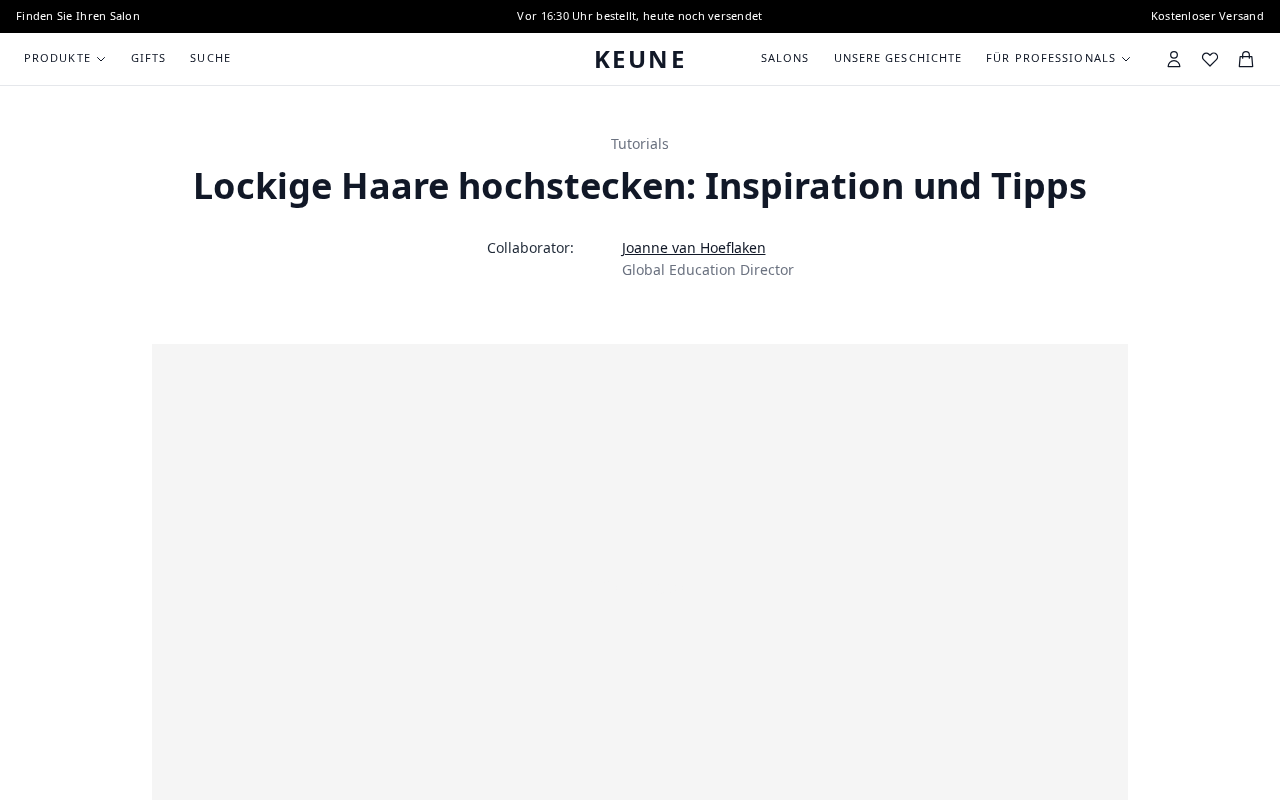 Finden Sie Ihren Salon
Vor 16:30 Uhr bestellt, heute noch versendet
Kostenloser Versand
PRODUKTE
GIFTS
SUCHE
KEUNE
SALONS
UNSERE GESCHICHTE
FÜR PROFESSIONALS
Tutorials
Lockige Haare hochstecken: Inspiration und Tipps
Collaborator:
Joanne van Hoeflaken
Global Education Director